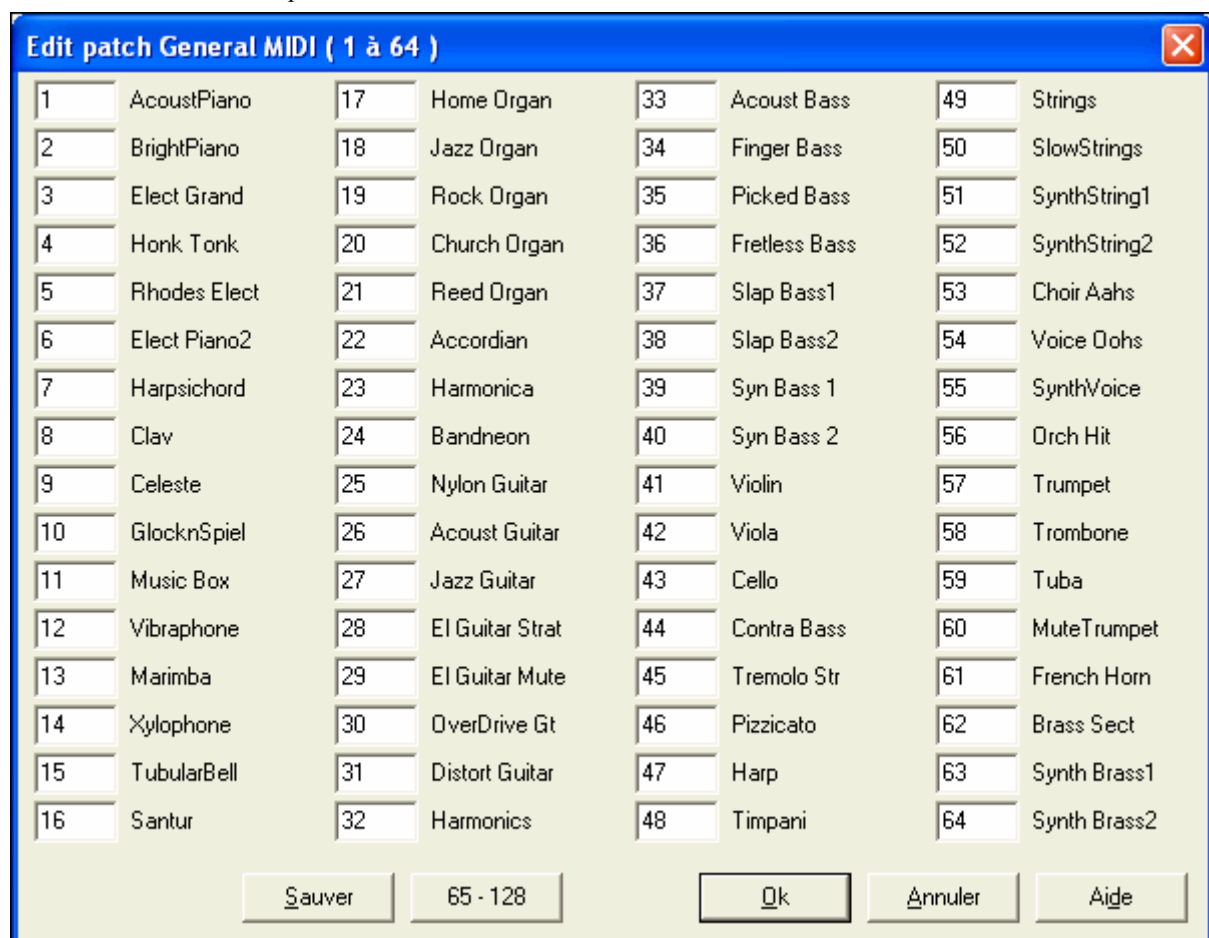 Edit patch General MIDI ( 1 à 64 )
1 AcoustPiano 17 Home Organ 33 Acoust Bass 49 Strings
2 BrightPiano 18 Jazz Organ 34 Finger Bass 50 SlowStrings
3 Elect Grand 19 Rock Organ 35 Picked Bass 51 SynthString1
4 Honk Tonk 20 Church Organ 36 Fretless Bass 52 SynthString2
5 Rhodes Elect 21 Reed Organ 37 Slap Bass1 53 Choir Aahs
6 Elect Piano2 22 Accordian 38 Slap Bass2 54 Voice Oohs
7 Harpsichord 23 Harmonica 39 Syn Bass 1 55 SynthVoice
8 Clav 24 Bandneon 40 Syn Bass 2 56 Orch Hit
9 Celeste 25 Nylon Guitar 41 Violin 57 Trumpet
10 GlocknSpiel 26 Acoust Guitar 42 Viola 58 Trombone
11 Music Box 27 Jazz Guitar 43 Cello 59 Tuba
12 Vibraphone 28 El Guitar Strat 44 Contra Bass 60 MuteTrumpet
13 Marimba 29 El Guitar Mute 45 Tremolo Str 61 French Horn
14 Xylophone 30 OverDrive Gt 46 Pizzicato 62 Brass Sect
15 TubularBell 31 Distort Guitar 47 Harp 63 Synth Brass1
16 Santur 32 Harmonics 48 Timpani 64 Synth Brass2
Sauver 65 - 128 Ok Annuler Aide